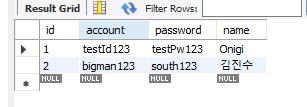 Result Grid Filter Rows:
id account password name
1 testId123 testPw123 Onigi
2 bigman123 south123 김진수
NULL NULL NULL NULL